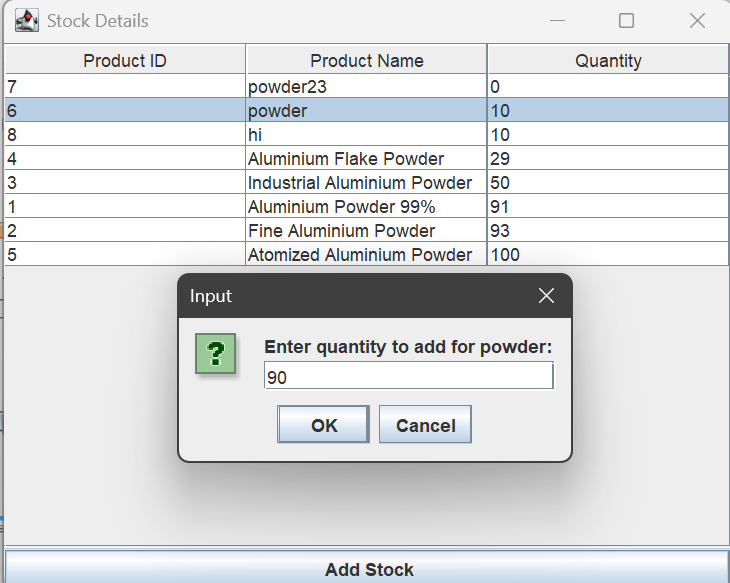 Stock Details
Product ID Product Name Quantity
7 powder23 0
6 powder 10
8 hi 10
4 Aluminium Flake Powder 29
3 Industrial Aluminium Powder 50
1 Aluminium Powder 99% 91
2 Fine Aluminium Powder 93
5 Atomized Aluminium Powder 100
Input
? Enter quantity to add for powder:
90
OK Cancel
Add Stock